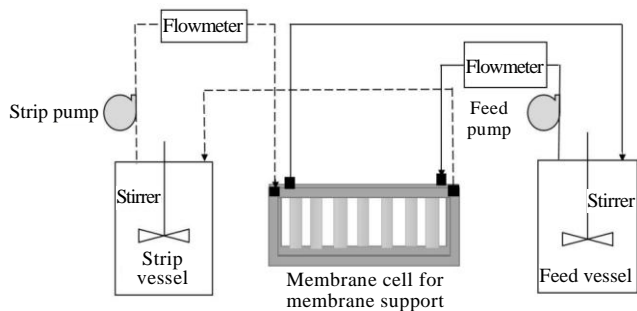 Flowmeter
Flowmeter
Strip pump
Feed
pump
Stirrer
Stirrer
Strip
vessel
Membrane cell for
membrane support
Feed vessel